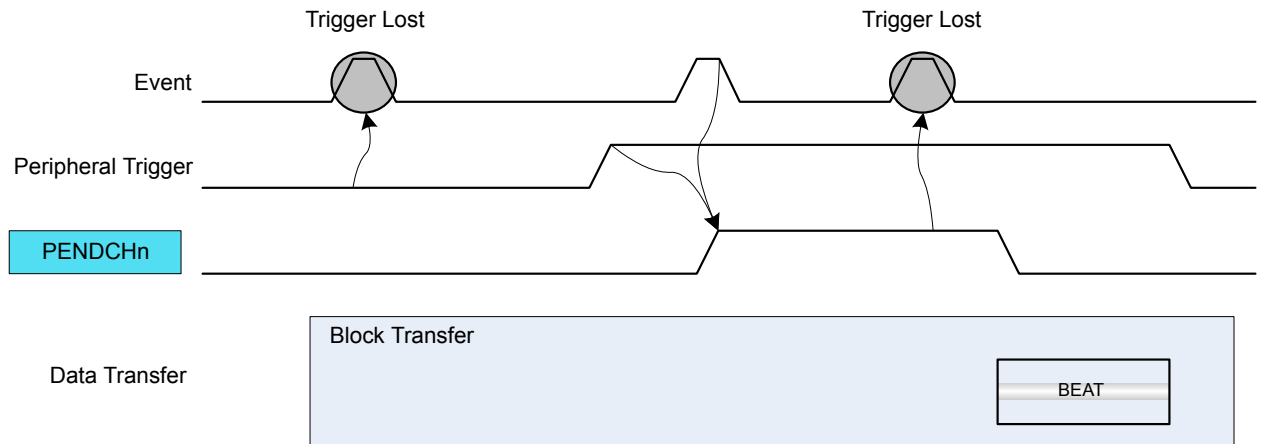 Trigger Lost
Trigger Lost
Event
Peripheral Trigger
PENDCHn
Block Transfer
Data Transfer
BEAT